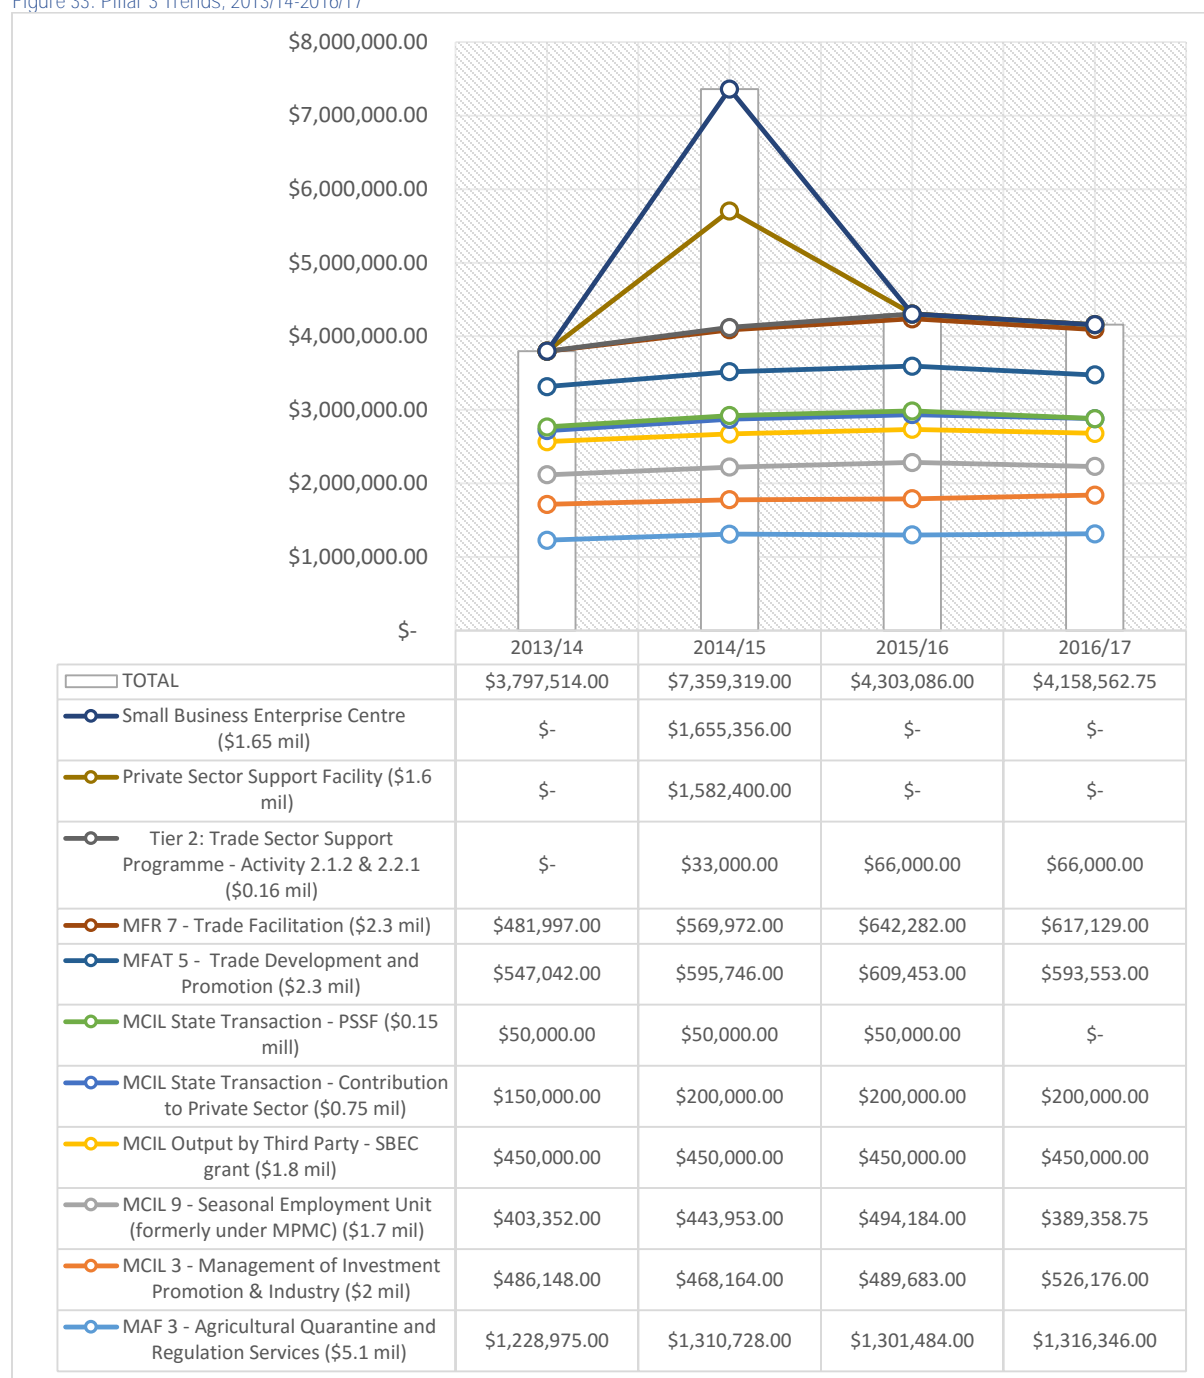 Figure 33: Pillar 3 Trends, 2013/14-2016/17
$8,000,000.00
$7,000,000.00
$6,000,000.00
$5,000,000.00
$4,000,000.00
$3,000,000.00
$2,000,000.00
$1,000,000.00
$-
2013/14 2014/15 2015/16 2016/17
TOTAL $3,797,514.00 $7,359,319.00 $4,303,086.00 $4,158,562.75
Small Business Enterprise Centre
($1.65 mil)
$- $1,655,356.00 $- $-
Private Sector Support Facility ($1.6
mil)
$- $1,582,400.00 $- $-
Tier 2: Trade Sector Support
Programme - Activity 2.1.2 & 2.2.1
($0.16 mil)
$- $33,000.00 $66,000.00 $66,000.00
MFR 7 - Trade Facilitation ($2.3 mil) $481,997.00 $569,972.00 $642,282.00 $617,129.00
MFAT 5 - Trade Development and
Promotion ($2.3 mil)
$547,042.00 $595,746.00 $609,453.00 $593,553.00
MCIL State Transaction - PSSF ($0.15
mill)
$50,000.00 $50,000.00 $50,000.00 $-
MCIL State Transaction - Contribution
to Private Sector ($0.75 mil)
$150,000.00 $200,000.00 $200,000.00 $200,000.00
MCIL Output by Third Party - SBEC
grant ($1.8 mil)
$450,000.00 $450,000.00 $450,000.00 $450,000.00
MCIL 9 - Seasonal Employment Unit
(formerly under MPMC) ($1.7 mil)
$403,352.00 $443,953.00 $494,184.00 $389,358.75
MCIL 3 - Management of Investment
Promotion & Industry ($2 mil)
$486,148.00 $468,164.00 $489,683.00 $526,176.00
MAF 3 - Agricultural Quarantine and
Regulation Services ($5.1 mil)
$1,228,975.00 $1,310,728.00 $1,301,484.00 $1,316,346.00